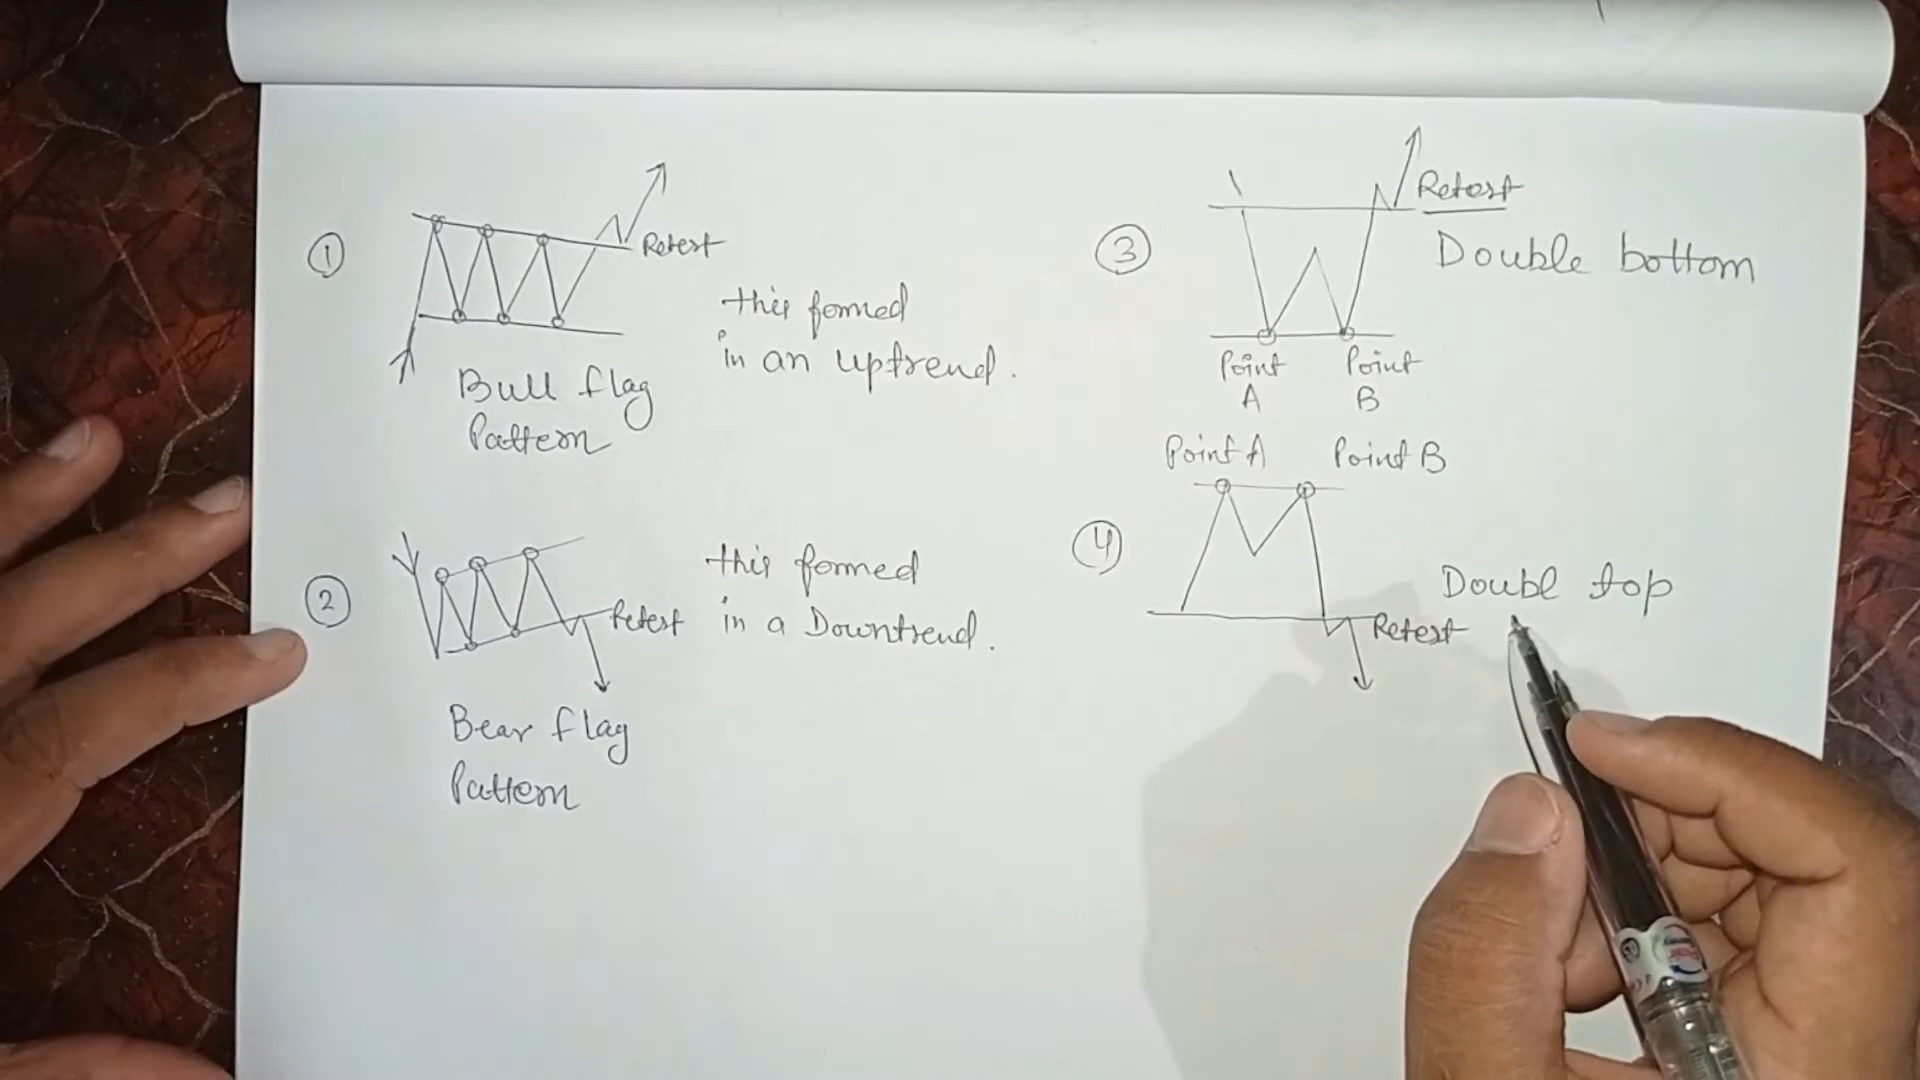 1
Retest
this formed
in an uptrend.
Bull flag
Pattern
2
this formed
Retest in a Downtrend.
Bear flag
Pattern
3
Retest
Double bottom
Point Point
A B
Point A Point B
4
Doubl top
Retest